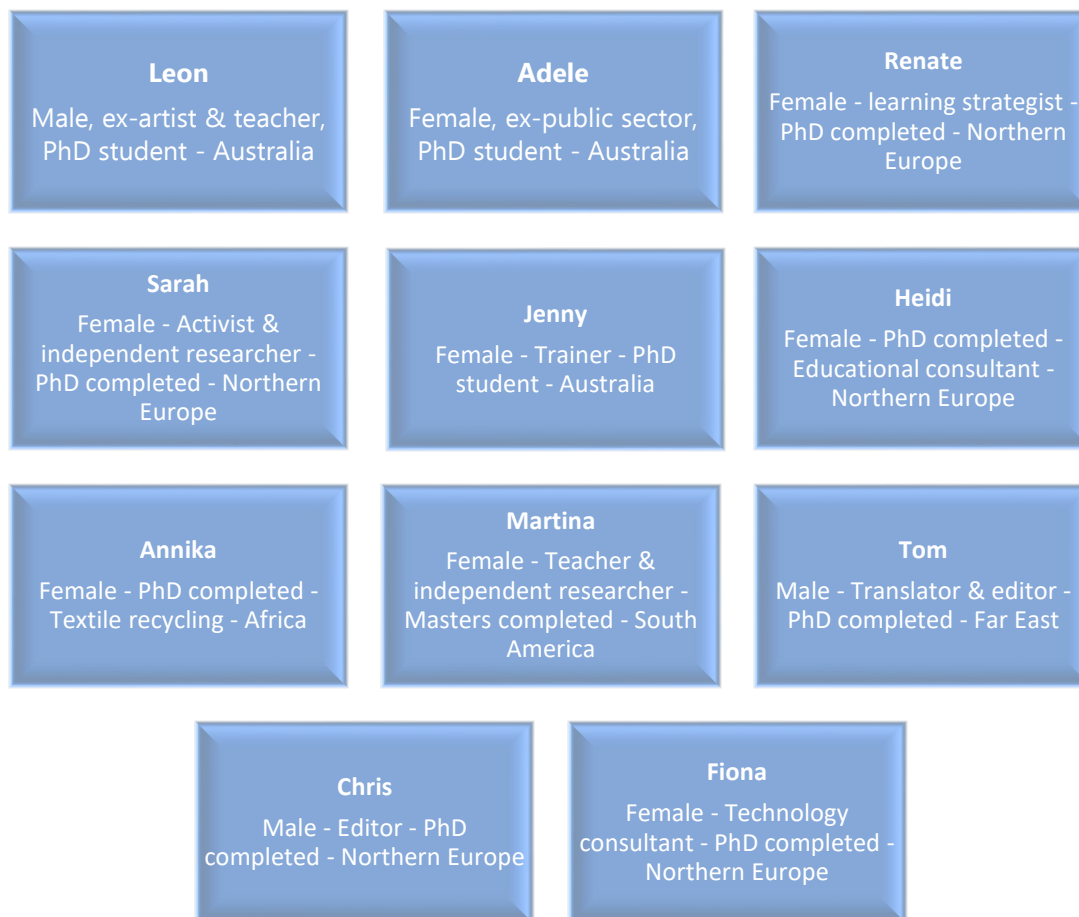 Leon
Male, ex-artist & teacher,
PhD student - Australia
Adele
Female, ex-public sector,
PhD student - Australia
Renate
Female - learning strategist -
PhD completed - Northern
Europe
Sarah
Female - Activist &
independent researcher -
PhD completed - Northern
Europe
Jenny
Female - Trainer - PhD
student - Australia
Heidi
Female - PhD completed -
Educational consultant -
Northern Europe
Annika
Female - PhD completed -
Textile recycling - Africa
Martina
Female - Teacher &
independent researcher -
Masters completed - South
America
Tom
Male - Translator & editor -
PhD completed - Far East
Chris
Male - Editor - PhD
completed - Northern Europe
Fiona
Female - Technology
consultant - PhD completed -
Northern Europe